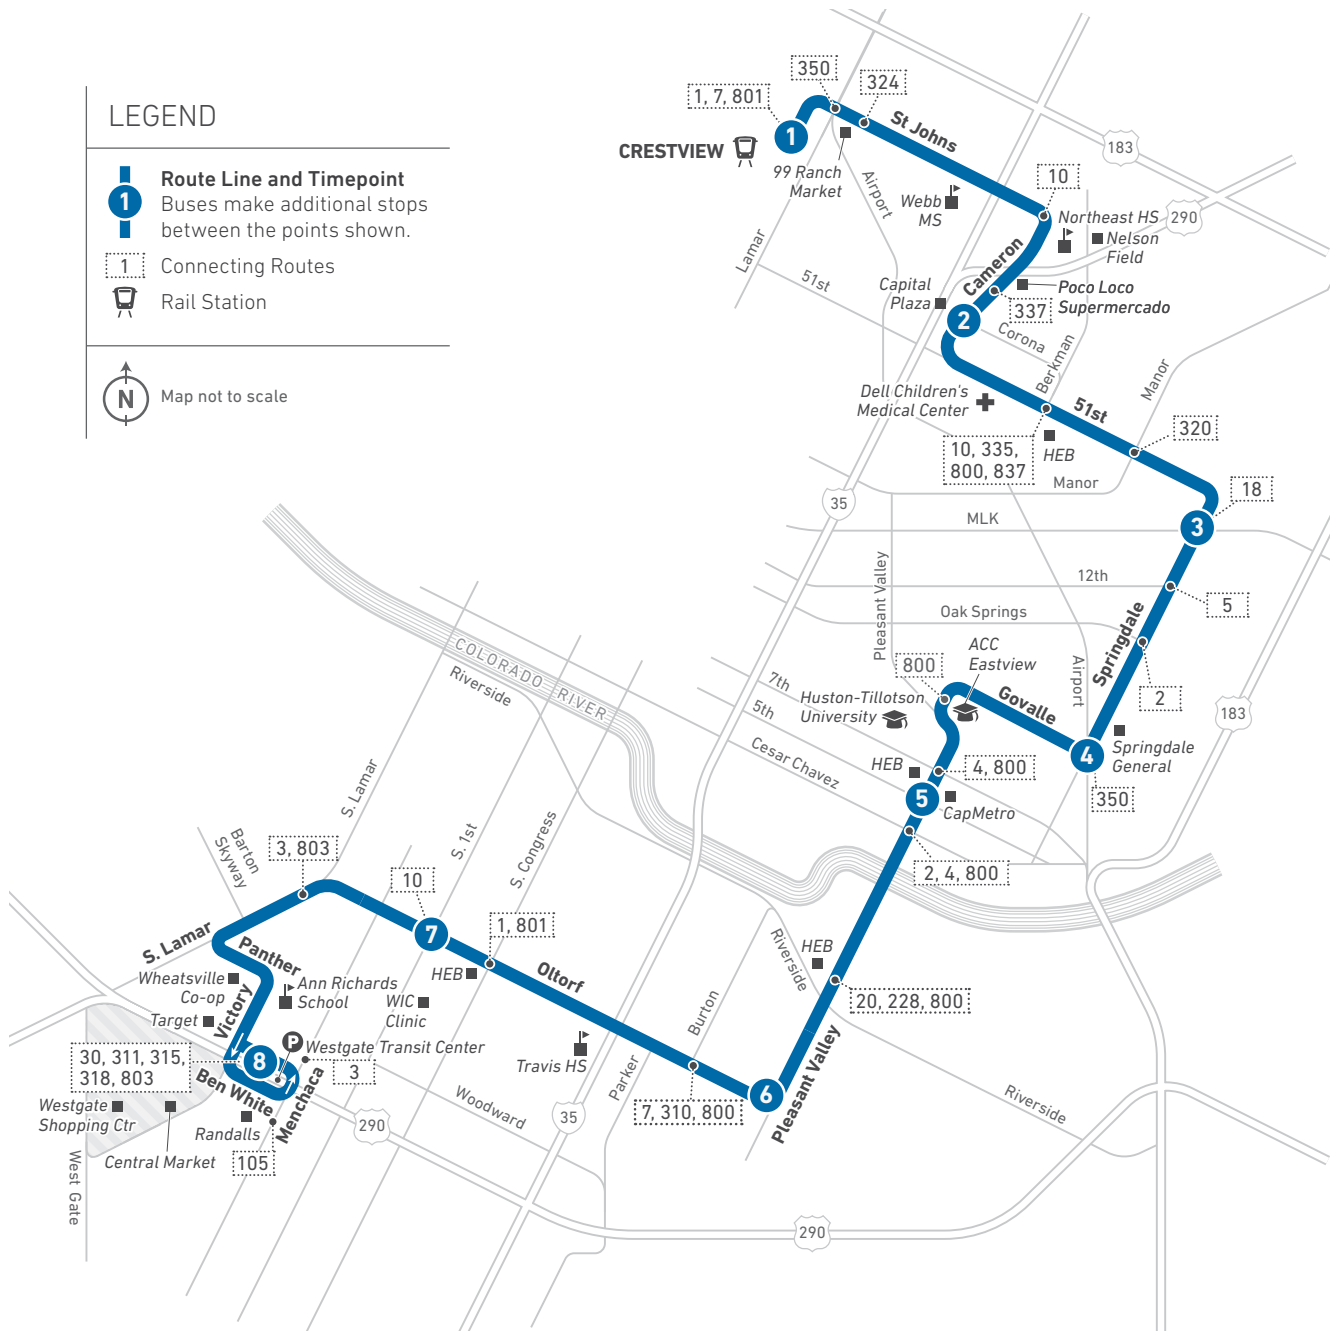 LEGEND
1
Route Line and Timepoint
Buses make additional stops
between the points shown.
1
Connecting Routes
Rail Station
N
Map not to scale
350
324
1, 7, 801
1
CRESTVIEW
St Johns
99 Ranch
Market
183
Airport
Webb
MS
10
Northeast HS
290
Nelson
Field
Lamar
51st
Cameron
Capital
Plaza
Poco Loco
Supermercado
337
2
Corona
Berkman
Manor
Dell Children's
Medical Center
51st
10, 335,
800, 837
HEB
320
Manor
18
35
MLK
3
Pleasant Valley
12th
5
Oak Springs
Springdale
ACC
Eastview
800
Airport
2
7th
Huston-Tillotson
University
Govalle
5th
183
Springdale
General
4
Cesar Chavez
HEB
4, 800
350
5
CapMetro
2, 4, 800
COLORADO RIVER
Riverside
S. Lamar
S. 1st
S. Congress
Barton
Skyway
3, 803
10
7
1, 801
S. Lamar
Panther
HEB
Oltorf
Wheatsville
Co-op
Ann Richards
School
WIC
Clinic
Target
Victory
P
Westgate Transit Center
8
30, 311, 315,
318, 803
3
Ben White
Menchaca
Westgate
Shopping Ctr
Randalls
Central Market
105
290
West Gate
Woodward
Travis HS
35
Parker
Burton
7, 310, 800
6
Pleasant Valley
Riverside
HEB
20, 228, 800
Riverside
290